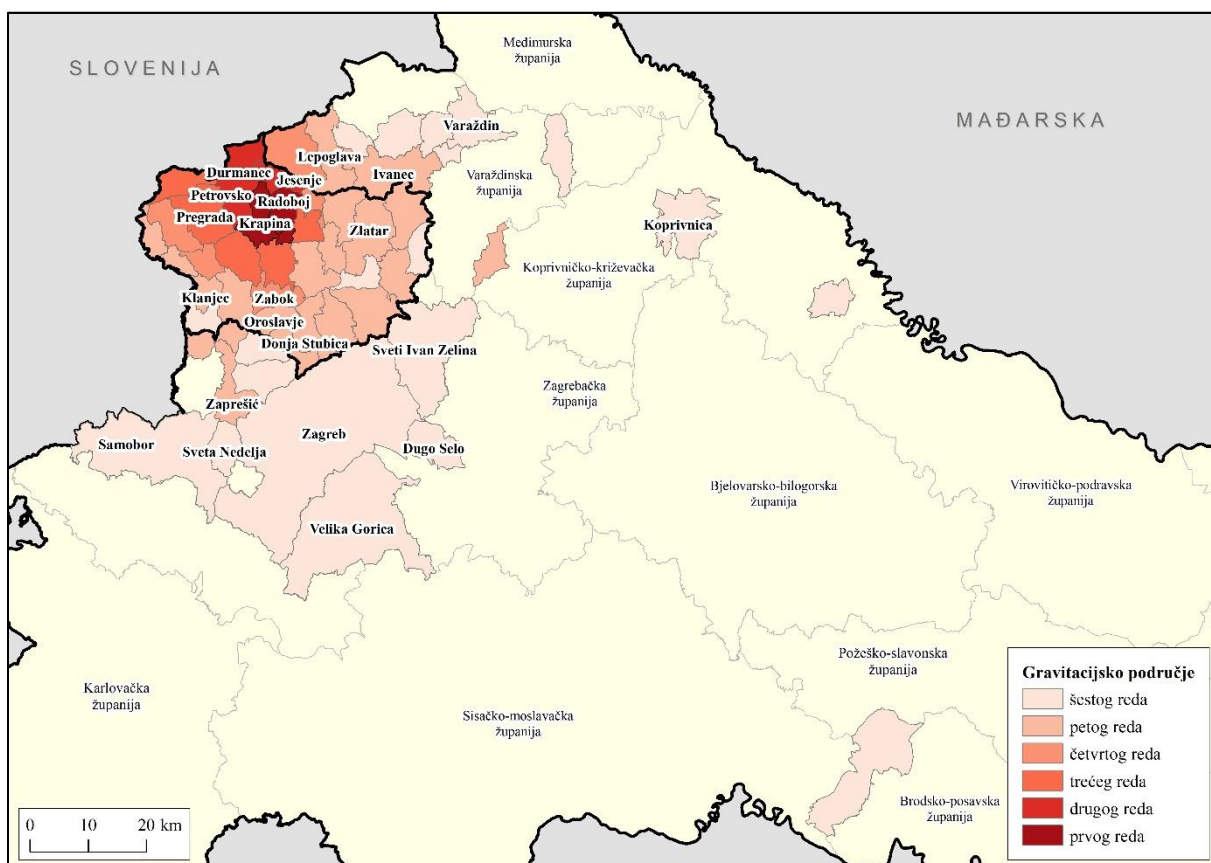 SLOVENIJA
Međimurska
županija
MAĐARSKA
Varaždin
Lepoglava
Durmanec
Ivanec
Varaždinska
županija
Jesenje
Petrovsko
Radoboj
Pregrada
Krapina
Zlatar
Koprivnica
Koprivničko-križevačka
županija
Klanjec
Zabok
Oroslavje
Donja Stubica
Sveti Ivan Zelina
Zagrebačka
županija
Zaprešić
Samobor
Sveta Nedelja
Zagreb
Dugo Selo
Bjelovarsko-bilogorska
županija
Virovitičko-podravska
županija
Velika Gorica
Požeško-slavonska
županija
Karlovačka
županija
Sisačko-moslavačka
županija
Brodsko-posavska
županija
Gravitacijsko područje
šestog reda
petog reda
četvrtog reda
trećeg reda
drugog reda
prvog reda
0 10 20 km